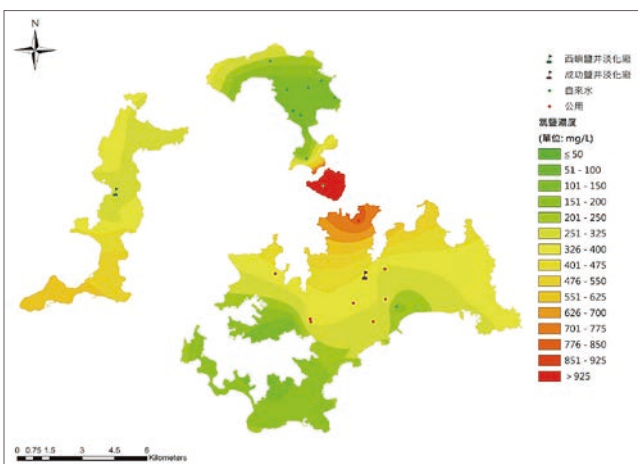 N
西嶼鹽井淡化廠
成功鹽井淡化廠
自來水
公用
氯鹽濃度
(單位: mg/L)
≦ 50
51 - 100
101 - 150
151 - 200
201 - 250
251 - 325
326 - 400
401 - 475
476 - 550
551 - 625
626 - 700
701 - 775
776 - 850
851 - 925
> 925
0 0.75 1.5 3 4.5 6
Kilometers